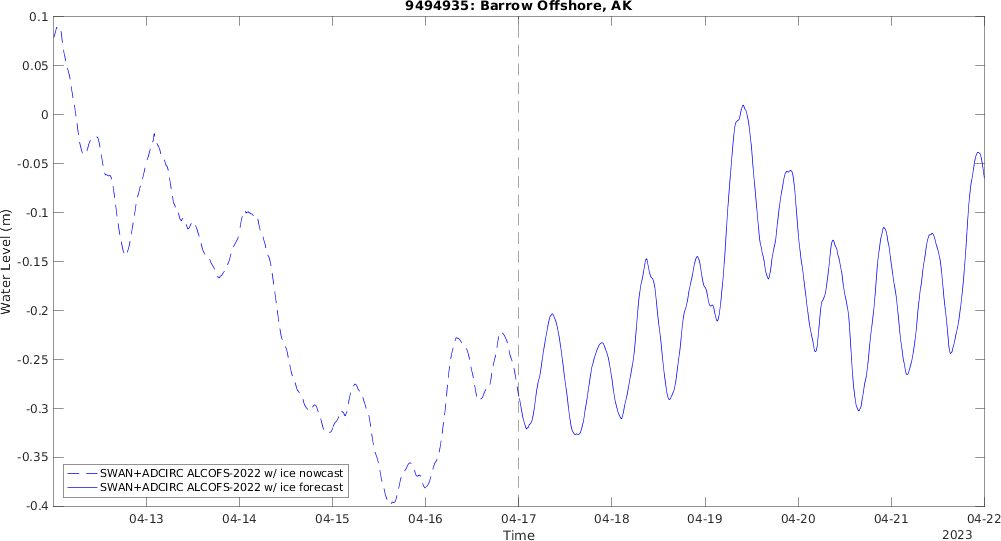 9494935: Barrow Offshore, AK
Water Level (m)
0.1
0.05
0
-0.05
-0.1
-0.15
-0.2
-0.25
-0.3
-0.35
-0.4
SWAN+ADCIRC ALCOFS-2022 w/ ice nowcast
SWAN+ADCIRC ALCOFS-2022 w/ ice forecast
04-13 04-14 04-15 04-16 04-17 04-18 04-19 04-20 04-21 04-22
Time
2023